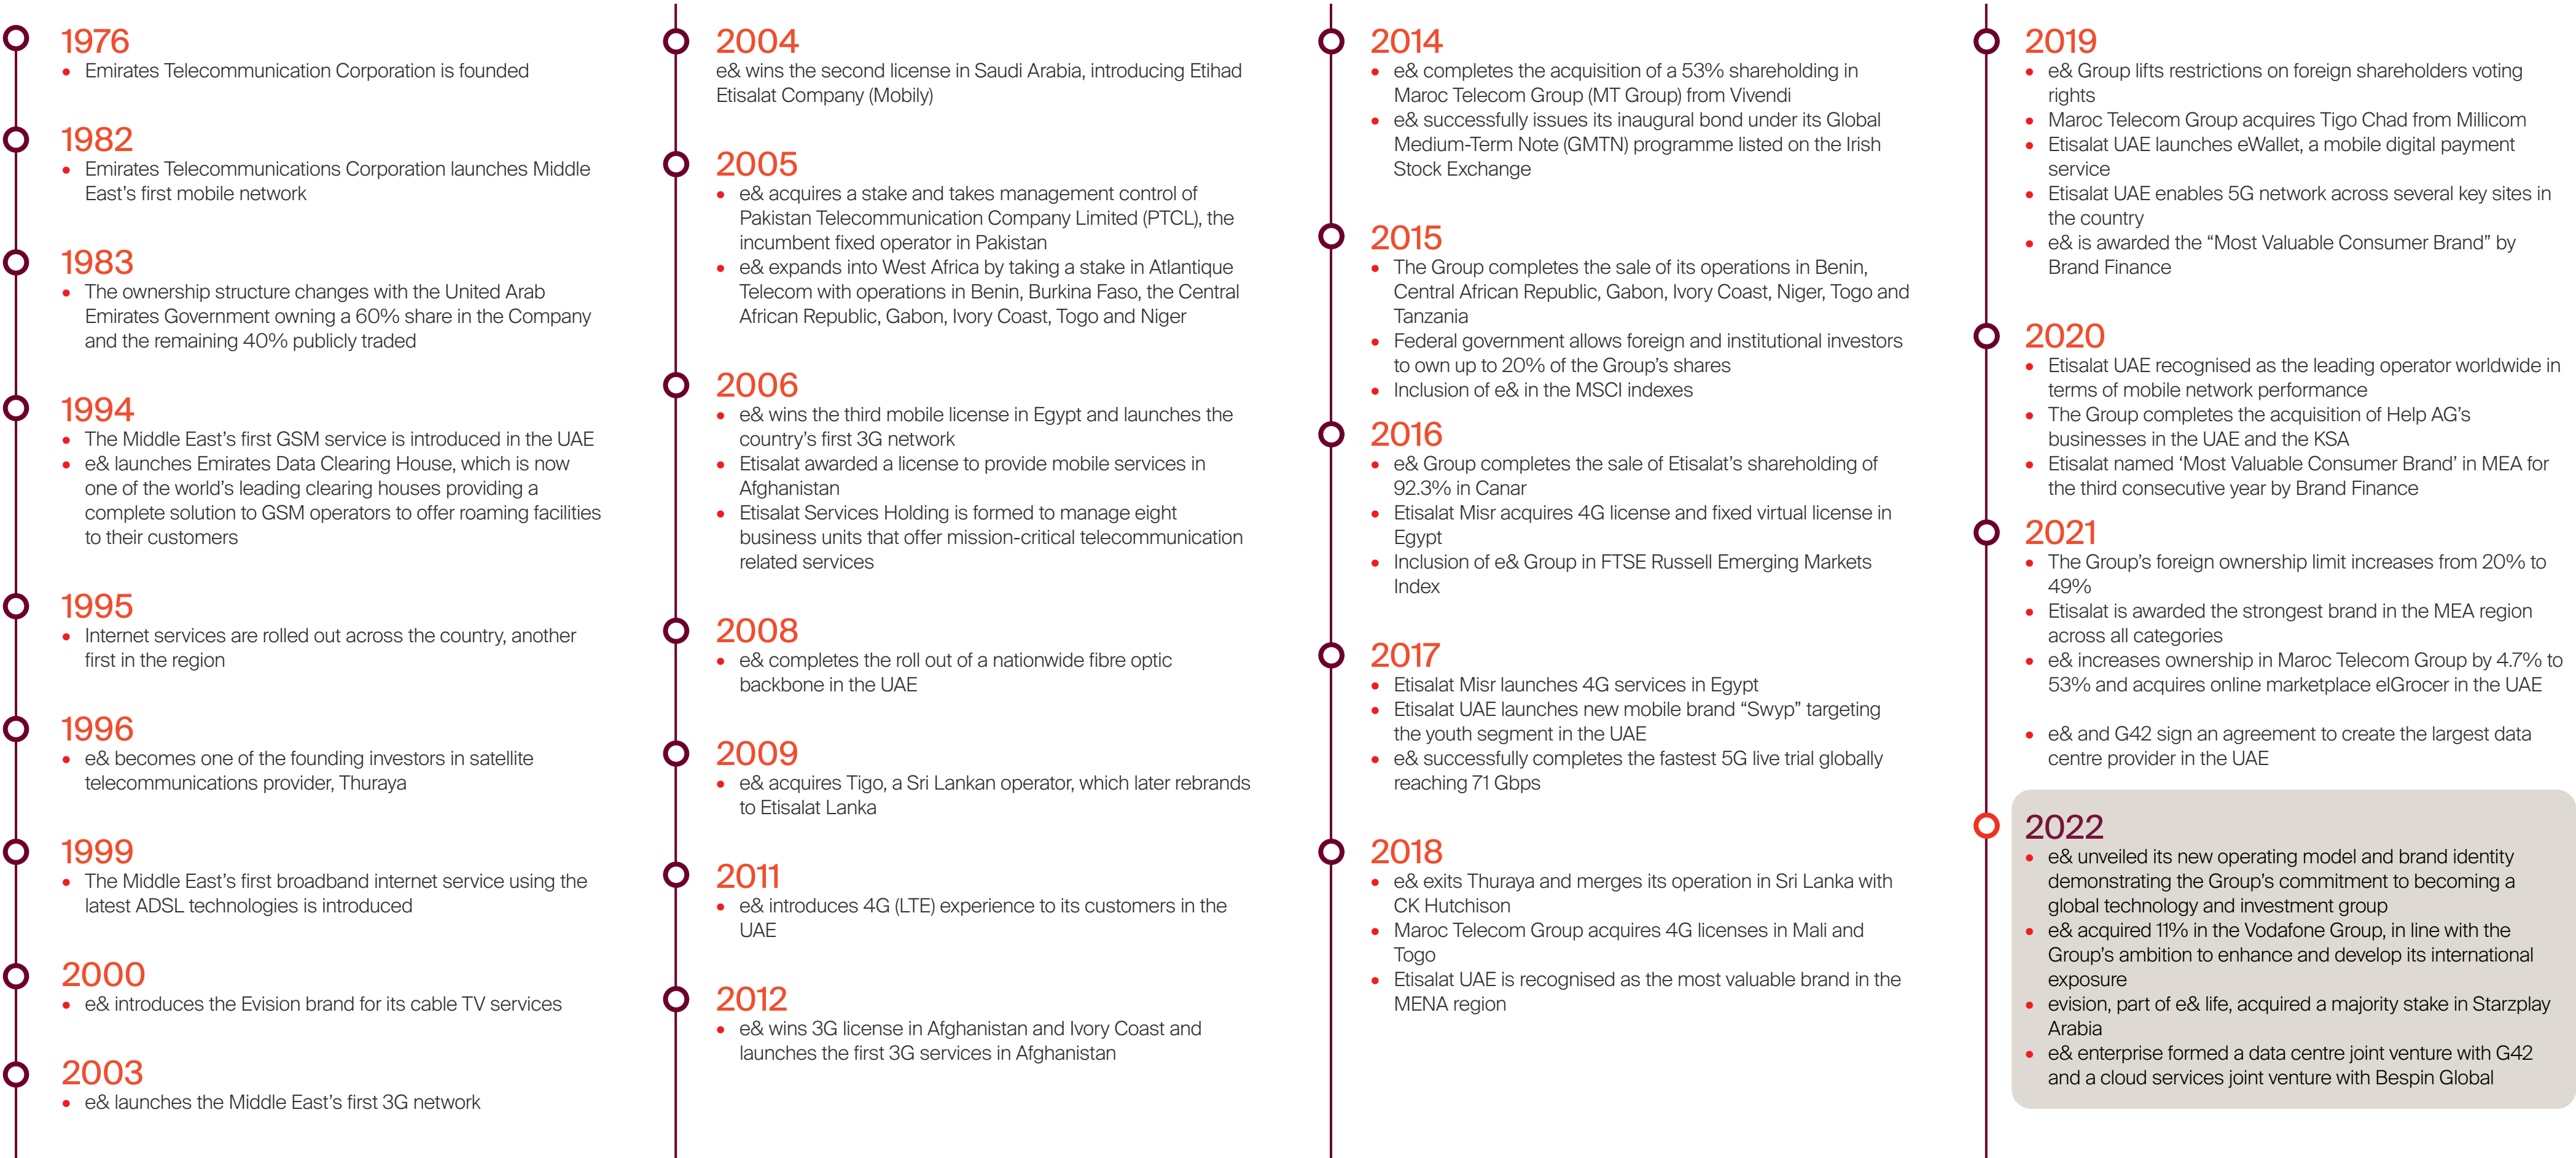 1976
• Emirates Telecommunication Corporation is founded
1982
• Emirates Telecommunications Corporation launches Middle
East's first mobile network
1983
• The ownership structure changes with the United Arab
Emirates Government owning a 60% share in the Company
and the remaining 40% publicly traded
1994
• The Middle East's first GSM service is introduced in the UAE
• e& launches Emirates Data Clearing House, which is now
one of the world's leading clearing houses providing a
complete solution to GSM operators to offer roaming facilities
to their customers
1995
• Internet services are rolled out across the country, another
first in the region
1996
• e& becomes one of the founding investors in satellite
telecommunications provider, Thuraya
1999
• The Middle East's first broadband internet service using the
latest ADSL technologies is introduced
2000
• e& introduces the Evision brand for its cable TV services
2003
• e& launches the Middle East's first 3G network
2004
e& wins the second license in Saudi Arabia, introducing Etihad
Etisalat Company (Mobily)
2005
• e& acquires a stake and takes management control of
Pakistan Telecommunication Company Limited (PTCL), the
incumbent fixed operator in Pakistan
• e& expands into West Africa by taking a stake in Atlantique
Telecom with operations in Benin, Burkina Faso, the Central
African Republic, Gabon, Ivory Coast, Togo and Niger
2006
• e& wins the third mobile license in Egypt and launches the
country's first 3G network
• Etisalat awarded a license to provide mobile services in
Afghanistan
• Etisalat Services Holding is formed to manage eight
business units that offer mission-critical telecommunication
related services
2008
• e& completes the roll out of a nationwide fibre optic
backbone in the UAE
2009
• e& acquires Tigo, a Sri Lankan operator, which later rebrands
to Etisalat Lanka
2011
• e& introduces 4G (LTE) experience to its customers in the
UAE
2012
• e& wins 3G license in Afghanistan and Ivory Coast and
launches the first 3G services in Afghanistan
2014
• e& completes the acquisition of a 53% shareholding in
Maroc Telecom Group (MT Group) from Vivendi
• e& successfully issues its inaugural bond under its Global
Medium-Term Note (GMTN) programme listed on the Irish
Stock Exchange
2015
• The Group completes the sale of its operations in Benin,
Central African Republic, Gabon, Ivory Coast, Niger, Togo and
Tanzania
• Federal government allows foreign and institutional investors
to own up to 20% of the Group's shares
• Inclusion of e& in the MSCI indexes
2016
• e& Group completes the sale of Etisalat's shareholding of
92.3% in Canar
• Etisalat Misr acquires 4G license and fixed virtual license in
Egypt
• Inclusion of e& Group in FTSE Russell Emerging Markets
Index
2017
• Etisalat Misr launches 4G services in Egypt
• Etisalat UAE launches new mobile brand “Swyp” targeting
the youth segment in the UAE
• e& successfully completes the fastest 5G live trial globally
reaching 71 Gbps
2018
• e& exits Thuraya and merges its operation in Sri Lanka with
CK Hutchison
• Maroc Telecom Group acquires 4G licenses in Mali and
Togo
• Etisalat UAE is recognised as the most valuable brand in the
MENA region
2019
• e& Group lifts restrictions on foreign shareholders voting
rights
• Maroc Telecom Group acquires Tigo Chad from Millicom
• Etisalat UAE launches eWallet, a mobile digital payment
service
• Etisalat UAE enables 5G network across several key sites in
the country
• e& is awarded the “Most Valuable Consumer Brand” by
Brand Finance
2020
• Etisalat UAE recognised as the leading operator worldwide in
terms of mobile network performance
• The Group completes the acquisition of Help AG's
businesses in the UAE and the KSA
• Etisalat named ‘Most Valuable Consumer Brand’ in MEA for
the third consecutive year by Brand Finance
2021
• The Group's foreign ownership limit increases from 20% to
49%
• Etisalat is awarded the strongest brand in the MEA region
across all categories
• e& increases ownership in Maroc Telecom Group by 4.7% to
53% and acquires online marketplace elGrocer in the UAE
• e& and G42 sign an agreement to create the largest data
centre provider in the UAE
2022
• e& unveiled its new operating model and brand identity
demonstrating the Group's commitment to becoming a
global technology and investment group
• e& acquired 11% in the Vodafone Group, in line with the
Group's ambition to enhance and develop its international
exposure
• evision, part of e& life, acquired a majority stake in Starzplay
Arabia
• e& enterprise formed a data centre joint venture with G42
and a cloud services joint venture with Bespin Global